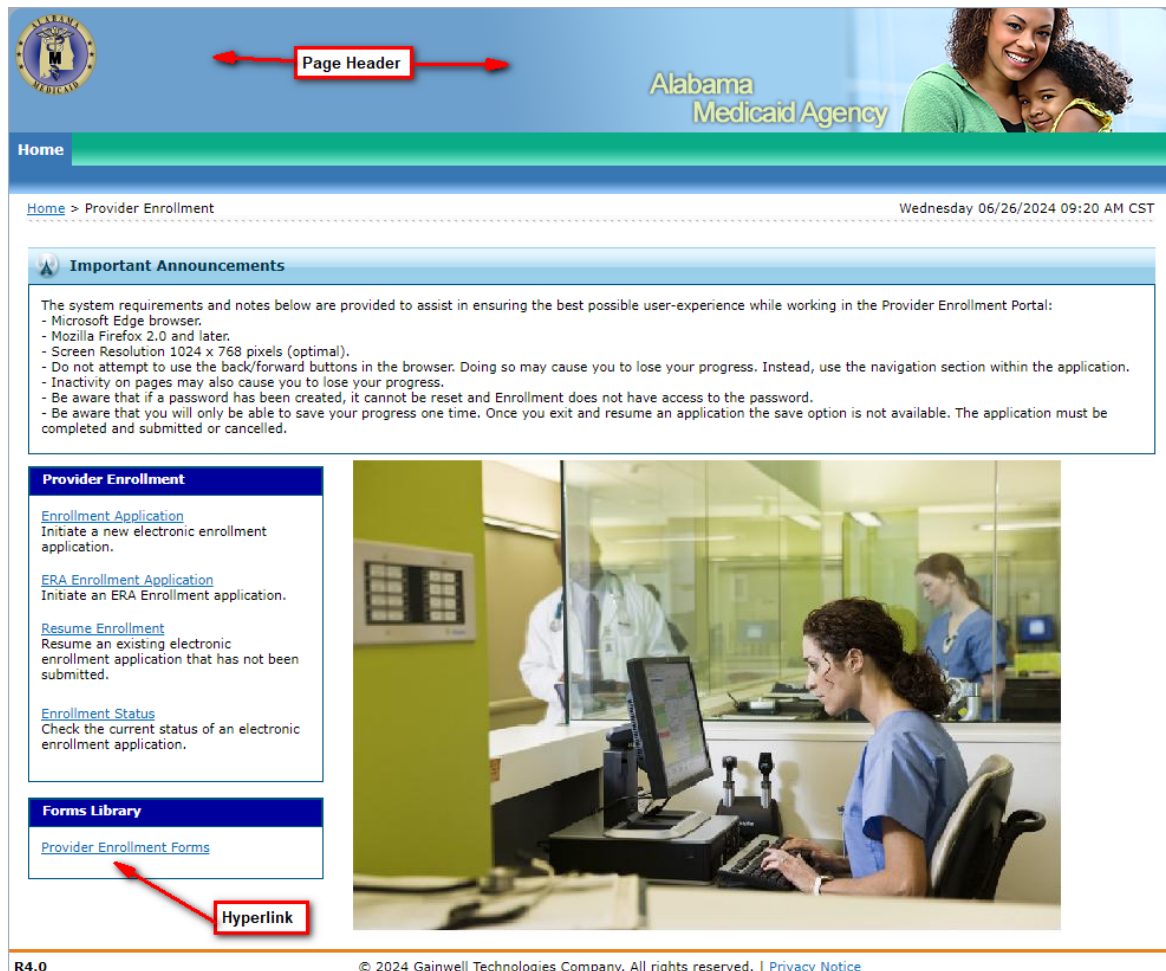 ALABAMA
M
MEDICAID
Page Header
Alabama
Medicaid Agency
Home
Home > Provider Enrollment
Wednesday 06/26/2024 09:20 AM CST
Important Announcements
The system requirements and notes below are provided to assist in ensuring the best possible user-experience while working in the Provider Enrollment Portal:
- Microsoft Edge browser.
- Mozilla Firefox 2.0 and later.
- Screen Resolution 1024 x 768 pixels (optimal).
- Do not attempt to use the back/forward buttons in the browser. Doing so may cause you to lose your progress. Instead, use the navigation section within the application.
- Inactivity on pages may also cause you to lose your progress.
- Be aware that if a password has been created, it cannot be reset and Enrollment does not have access to the password.
- Be aware that you will only be able to save your progress one time. Once you exit and resume an application the save option is not available. The application must be
completed and submitted or cancelled.
Provider Enrollment
Enrollment Application
Initiate a new electronic enrollment
application.
ERA Enrollment Application
Initiate an ERA Enrollment application.
Resume Enrollment
Resume an existing electronic
enrollment application that has not been
submitted.
Enrollment Status
Check the current status of an electronic
enrollment application.
Forms Library
Provider Enrollment Forms
Hyperlink
R4.0
© 2024 Gainwell Technologies Company. All rights reserved. | Privacy Notice